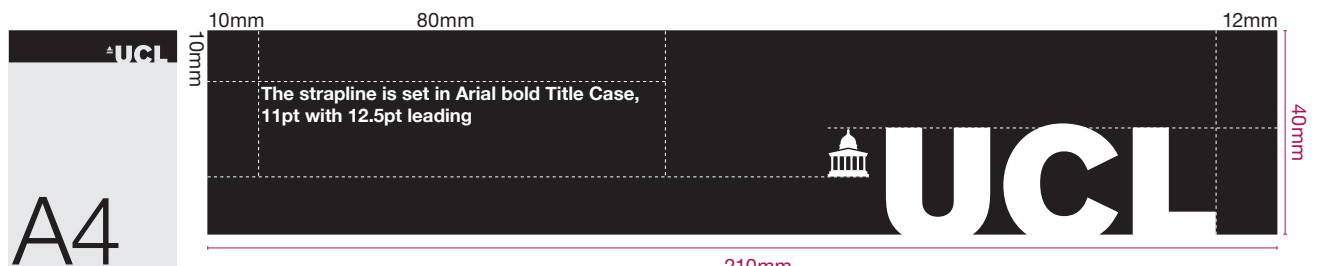 10mm
80mm
12mm
UCL
10mm
The strapline is set in Arial bold Title Case,
11pt with 12.5pt leading
40mm
UCL
A4
210mm